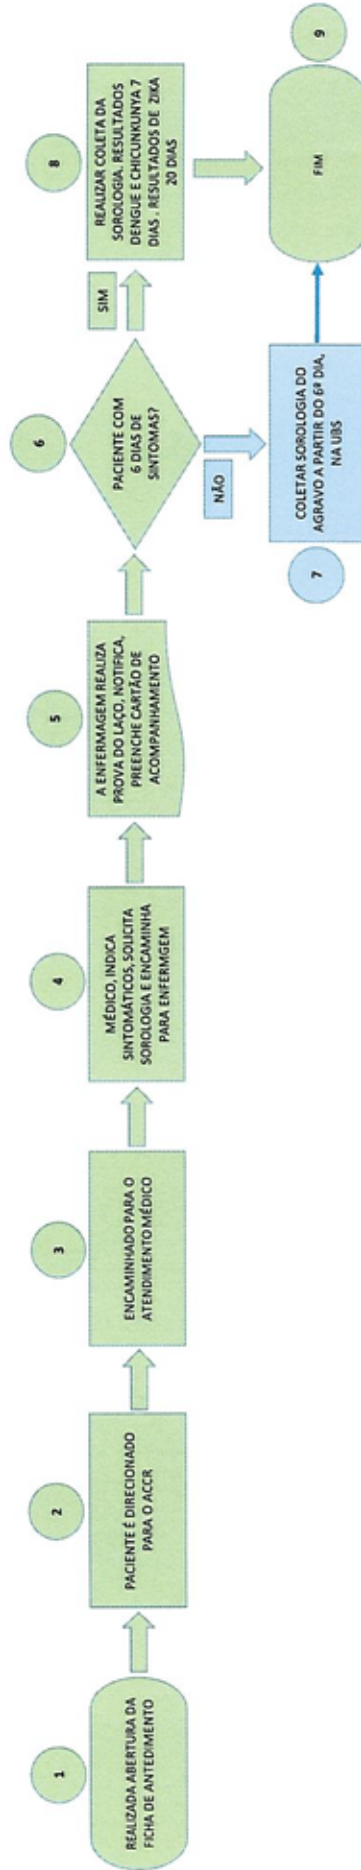 1
REALIZADA ABERTURA DA
FICHA DE ANTEDIMENTO
2
PACIENTE É DIRECIONADO
PARA O ACCR
3
ENCAMINHADO PARA O
ATENDIMENTO MÉDICO
4
MÉDICO, INDICA
SINTOMÁTICOS, SOLICITA
SOROLOGIA E ENCAMINHA
PARA ENFERMGEM
5
A ENFERMAGEM REALIZA
PROVA DO LAÇO, NOTIFICA,
PREENCHE CARTÃO DE
ACOMPANHAMENTO
6
PACIENTE COM
6 DIAS DE
SINTOMAS?
NÃO
7
COLETAR SOROLOGIA DO
AGRAVO A PARTIR DO 6º DIA,
NA UBS
SIM
8
REALIZAR COLETA DA
SOROLOGIA. RESULTADOS
DENGUE E CHICUNKUNYA 7
DIAS . RESULTADOS DE ZIKA
20 DIAS
9
FIM